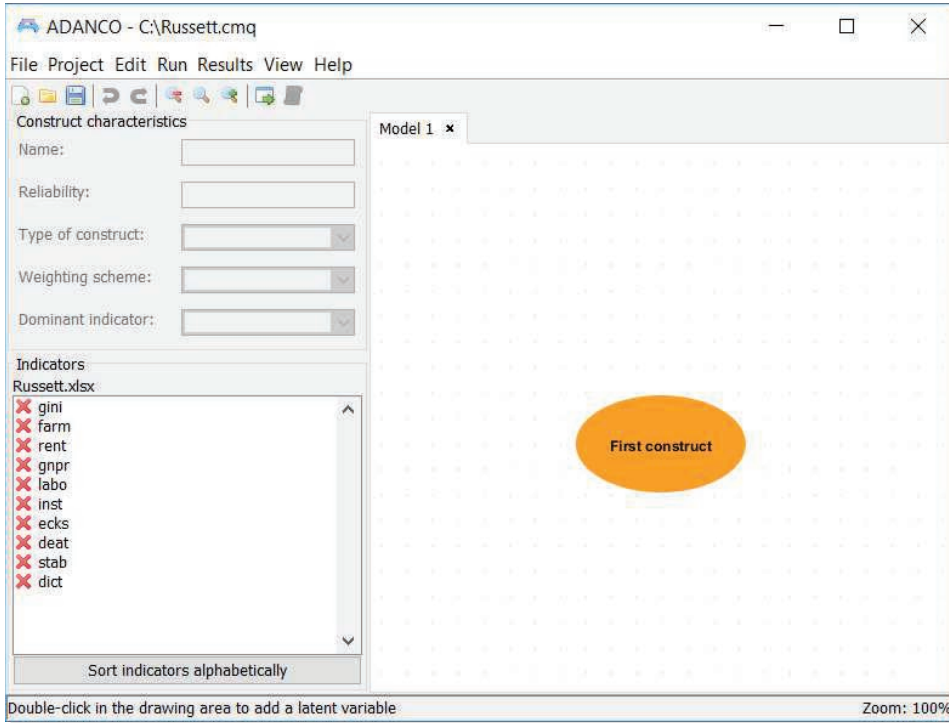 ADANCO - C:\Russett.cmq
File Project Edit Run Results View Help
Construct characteristics
Name:
Reliability:
Type of construct:
Weighting scheme:
Dominant indicator:
Indicators
Russett.xlsx
gini
farm
rent
gnpr
labo
inst
ecks
deat
stab
dict
Sort indicators alphabetically
Model 1
First construct
Double-click in the drawing area to add a latent variable
Zoom: 100%